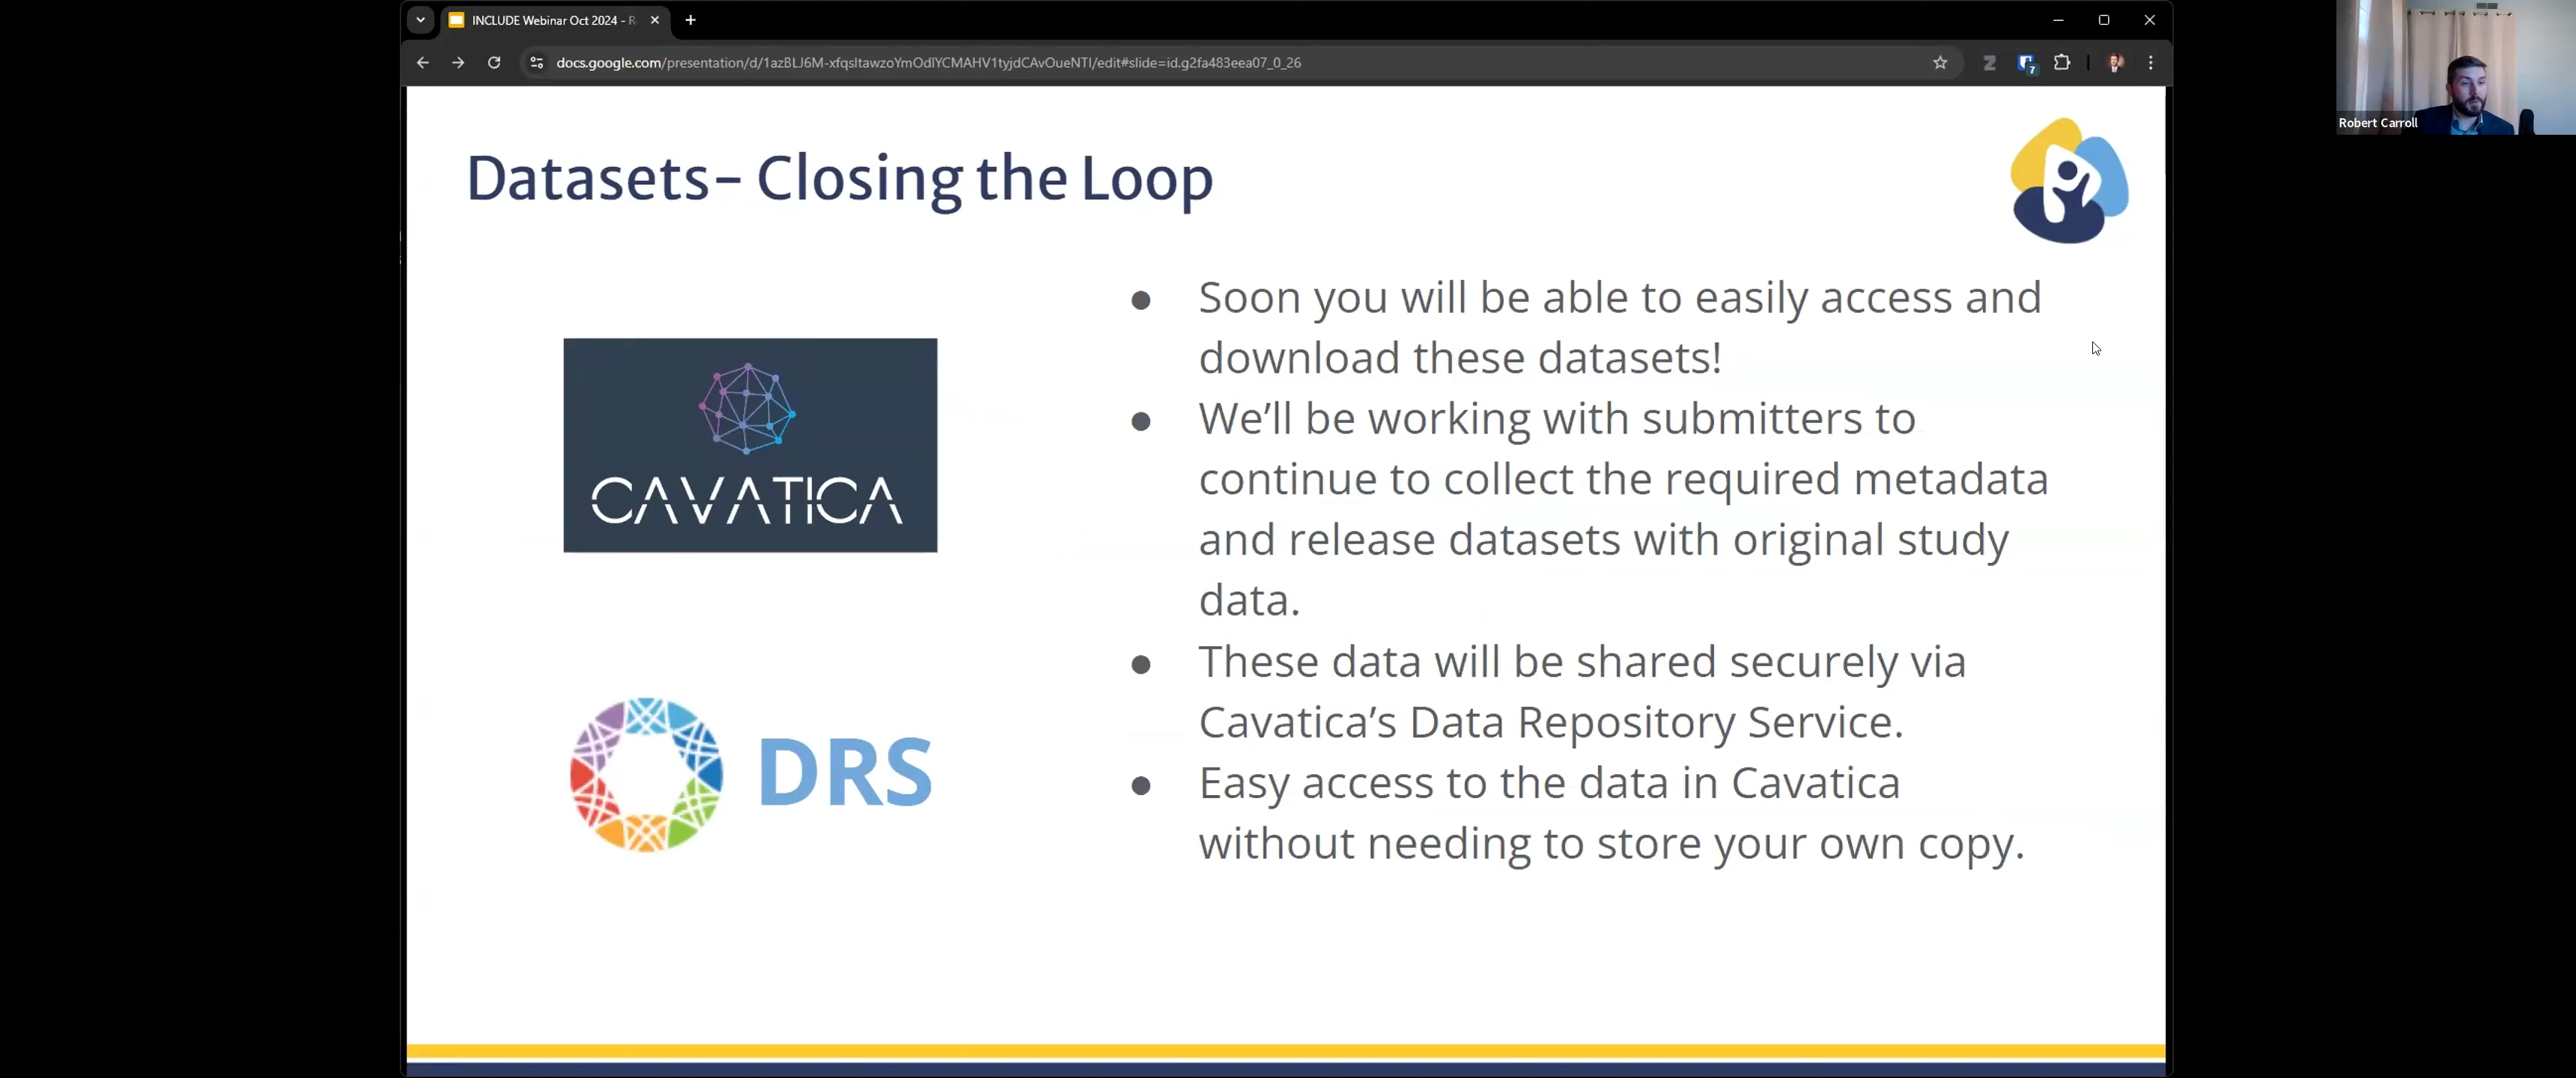 INCLUDE Webinar Oct 2024 - R
docs.google.com/presentation/d/1azBLJ6M-xfqsItawzoYmOdlYCMAHV1tyjdCAvOueNTI/edit#slide=id.g2fa483eea07_0_26
7
Robert Carroll
Datasets- Closing the Loop
CAVATICA
DRS
● Soon you will be able to easily access and
download these datasets!
● We’ll be working with submitters to
continue to collect the required metadata
and release datasets with original study
data.
● These data will be shared securely via
Cavatica’s Data Repository Service.
● Easy access to the data in Cavatica
without needing to store your own copy.